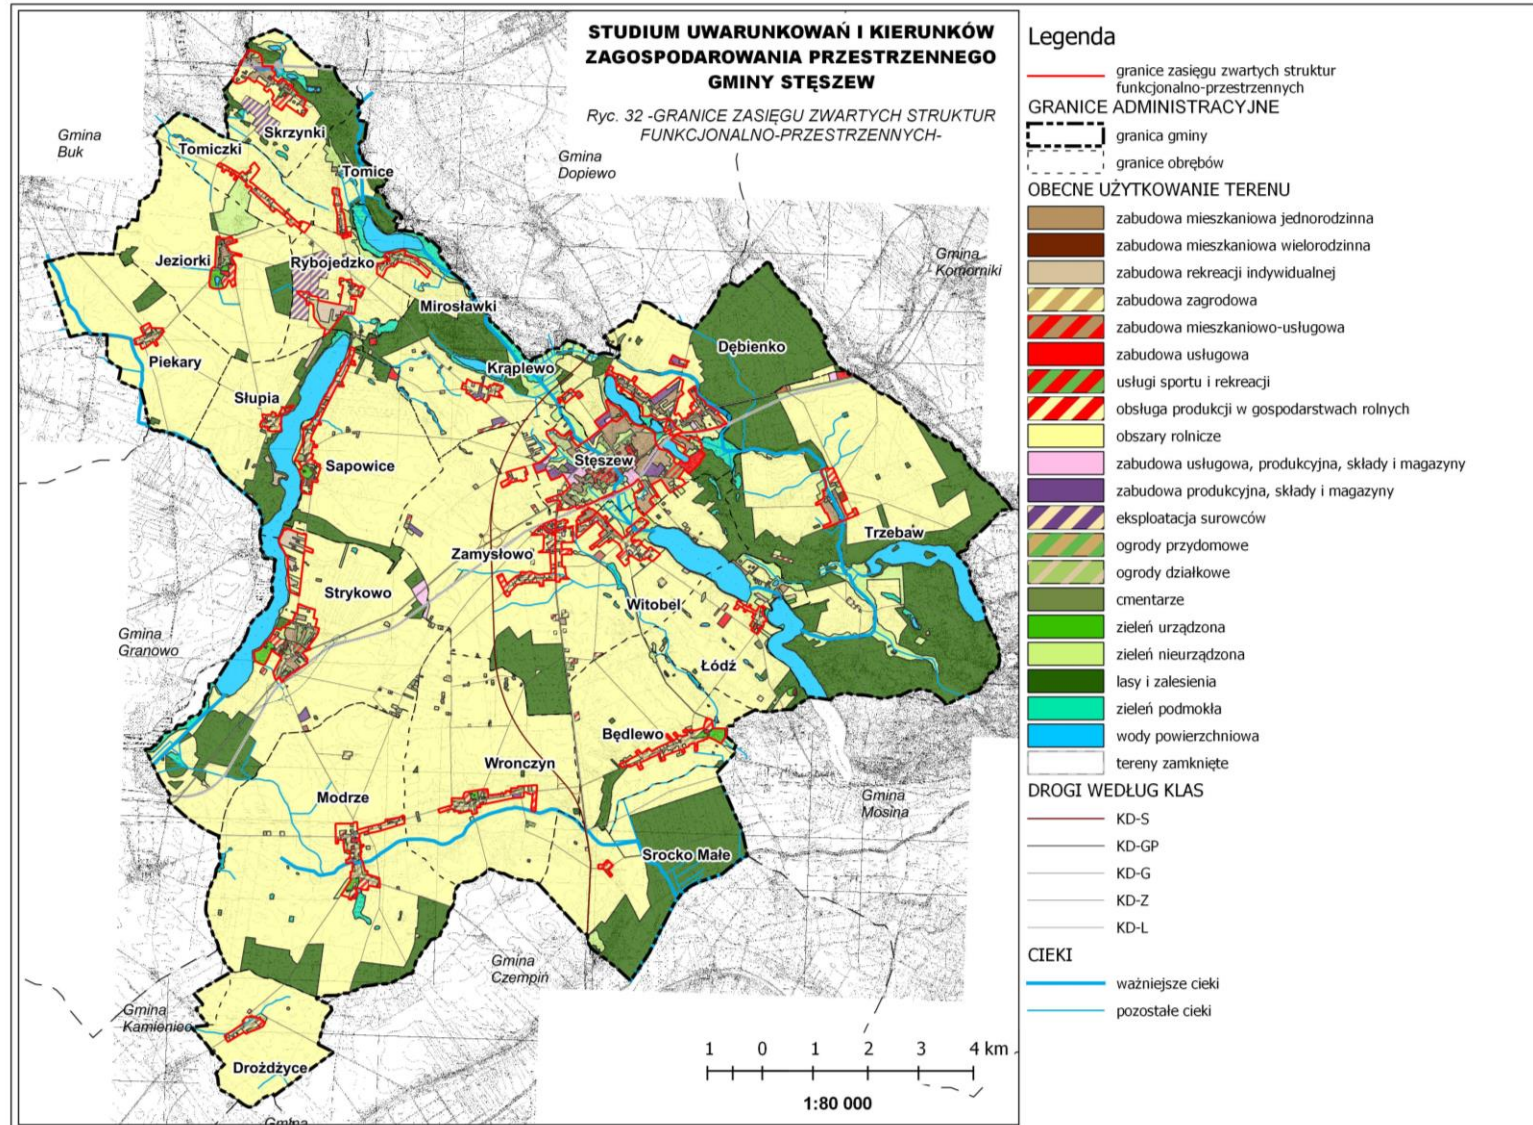 STUDIUM UWARUNKOWAŃ I KIERUNKÓW
ZAGOSPODAROWANIA PRZESTRZENNEGO
GMINY STĘSZEW
Ryc. 32 -GRANICE ZASIĘGU ZWARTYCH STRUKTUR
FUNKCJONALNO-PRZESTRZENNYCH-
Gmina
Buk
Skrzynki
Tomiczki
Tomice
Gmina
Dopiewo
Jeziorki
Rybojedzko
Gmina
Komorniki
Mirosławki
Piekary
Dębienko
Krąplewo
Słupia
Sapowice
Stęszew
Trzebaw
Zamysłowo
Strykowo
Witobel
Gmina
Granowo
Łódź
Będlewo
Wronczyn
Modrze
Gmina
Mosina
Srocko Małe
Gmina
Czempiń
Gmina
Kamieniec
Drożdżyce
Gmina
1 0 1 2 3 4 km
1:80 000
Legenda
granice zasięgu zwartych struktur
funkcjonalno-przestrzennych
GRANICE ADMINISTRACYJNE
granica gminy
granice obrębów
OBECNE UŻYTKOWANIE TERENU
zabudowa mieszkaniowa jednorodzinna
zabudowa mieszkaniowa wielorodzinna
zabudowa rekreacji indywidualnej
zabudowa zagrodowa
zabudowa mieszkaniowo-usługowa
zabudowa usługowa
usługi sportu i rekreacji
obsługa produkcji w gospodarstwach rolnych
obszary rolnicze
zabudowa usługowa, produkcyjna, składy i magazyny
zabudowa produkcyjna, składy i magazyny
eksploatacja surowców
ogrody przydomowe
ogrody działkowe
cmentarze
zieleń urządzona
zieleń nieurządzona
lasy i zalesienia
zieleń podmokła
wody powierzchniowa
tereny zamknięte
DROGI WEDŁUG KLAS
KD-S
KD-GP
KD-G
KD-Z
KD-L
CIEKI
ważniejsze cieki
pozostałe cieki